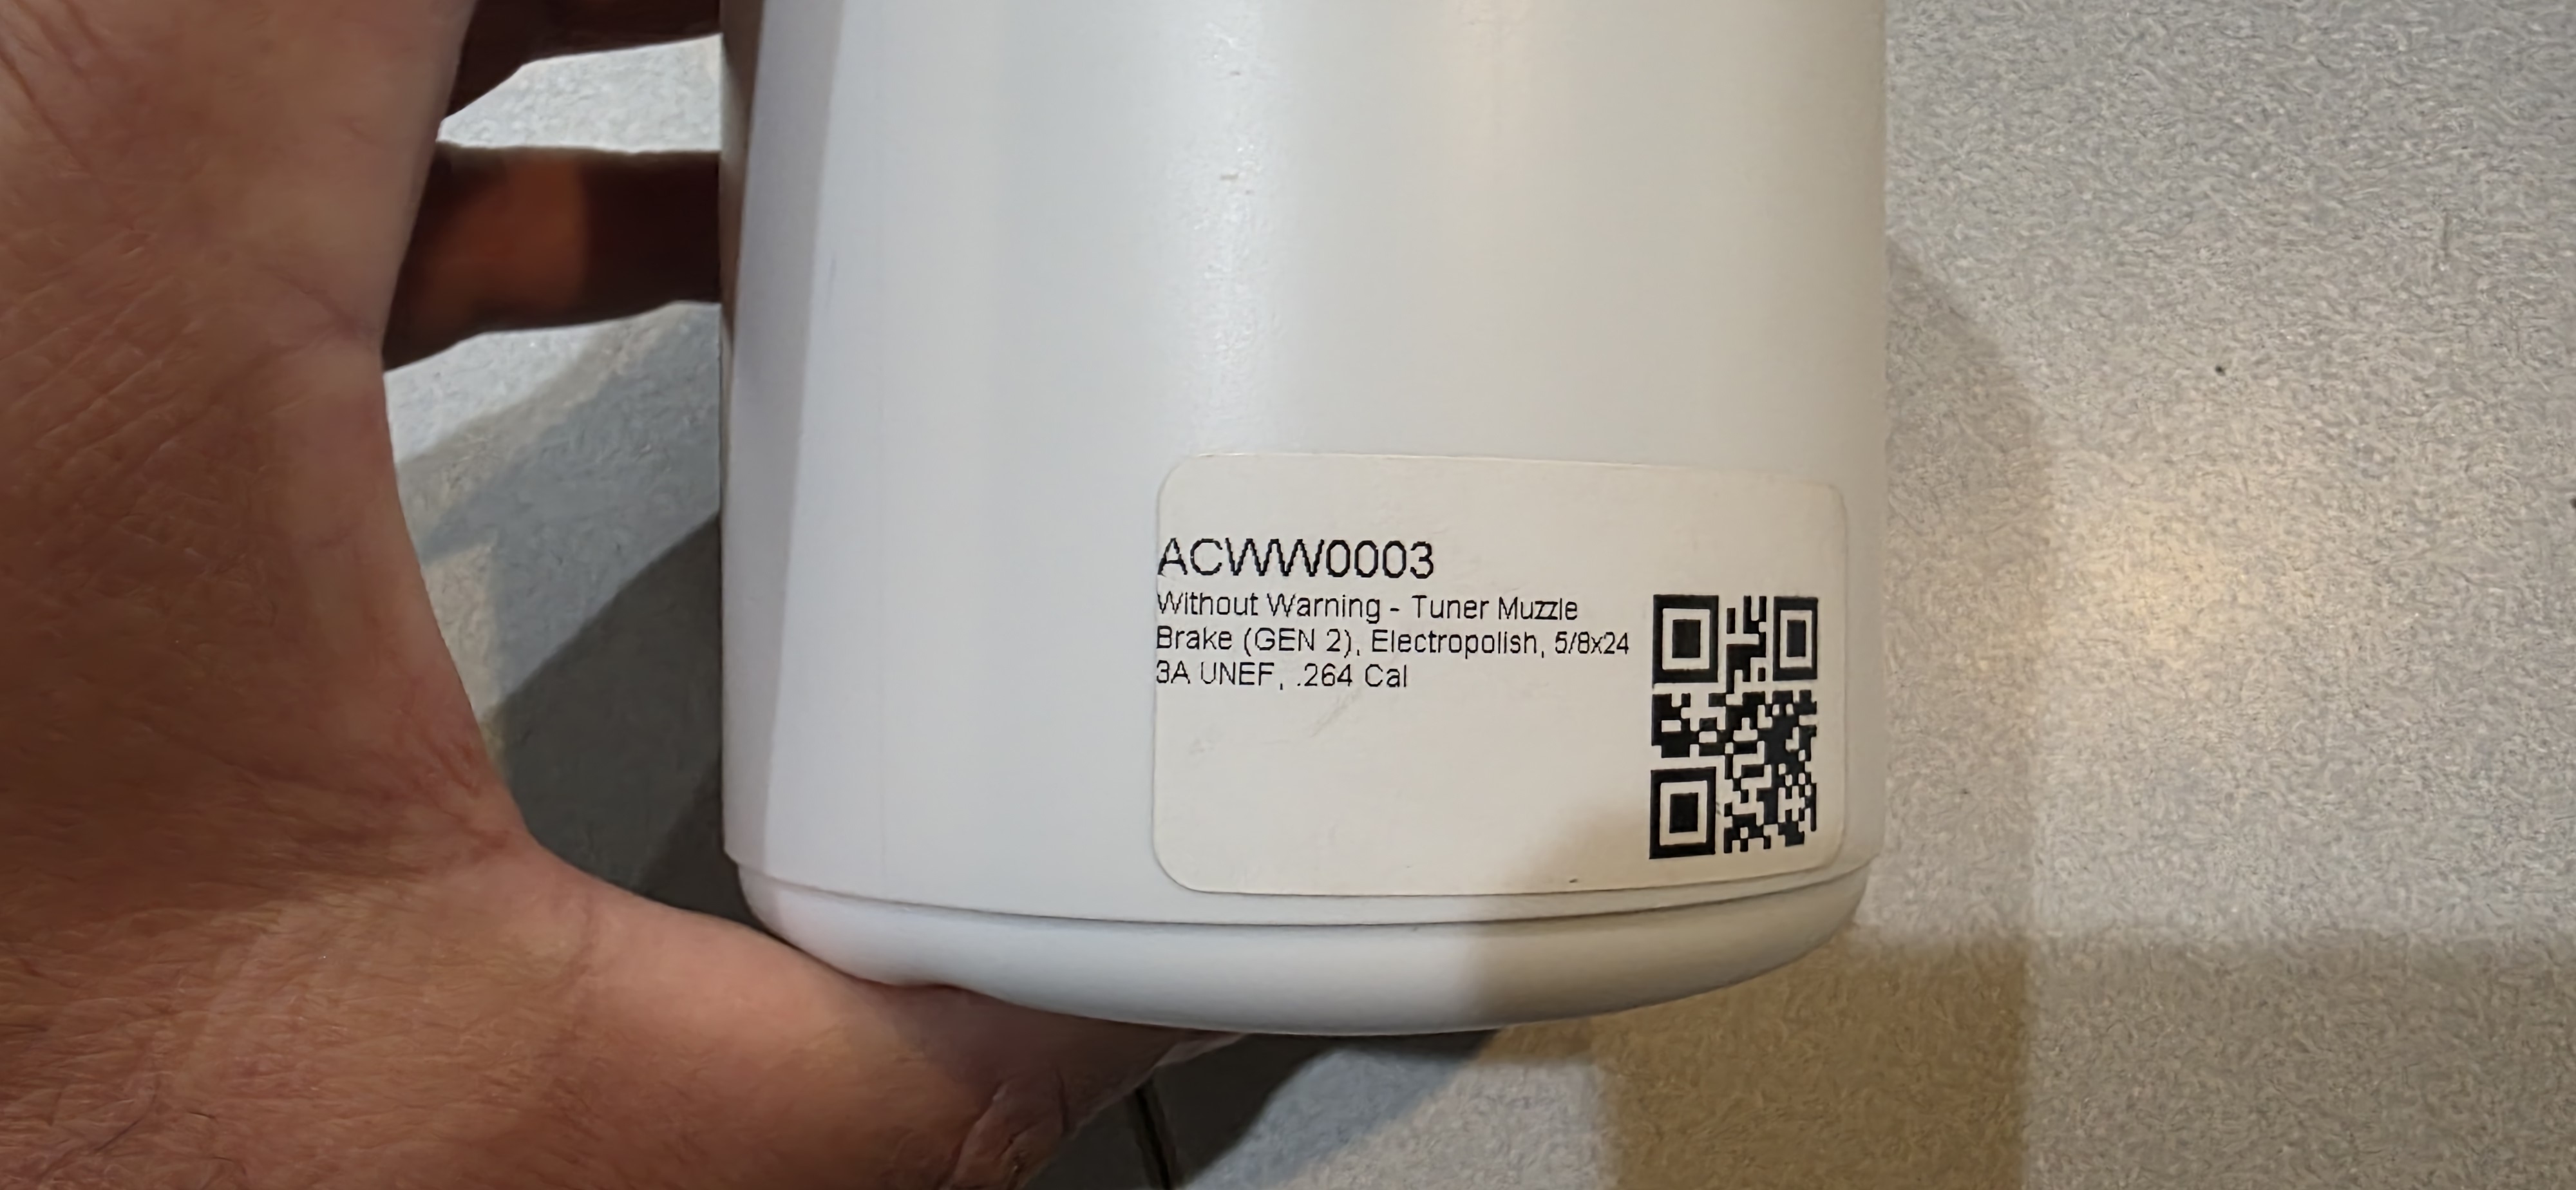 ACWW0003
Without Warning - Tuner Muzzle
Brake (GEN 2), Electropolish, 5/8x24
3A UNEF, .264 Cal